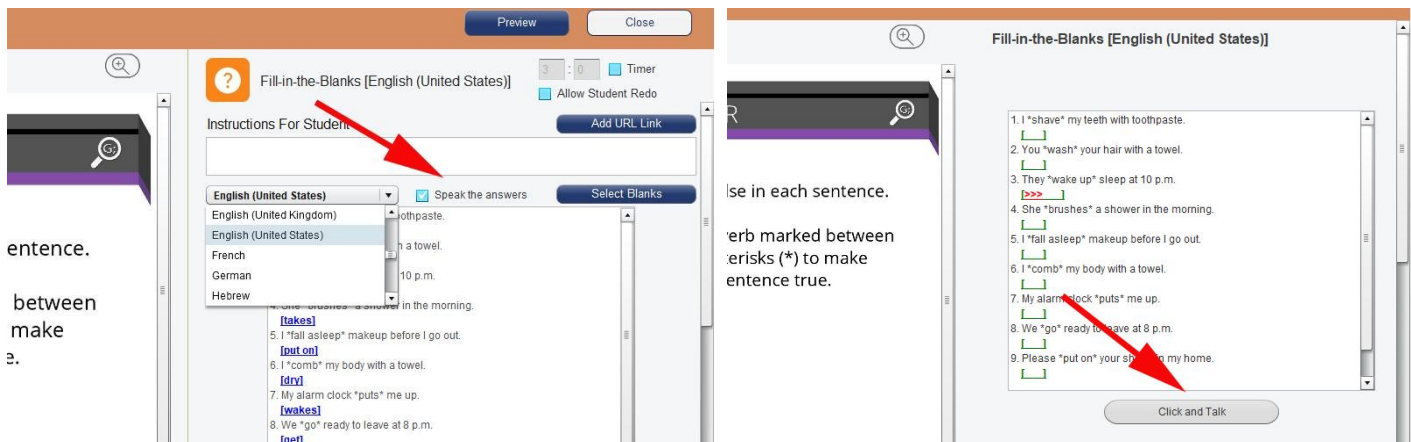 Preview
Close
Fill-in-the-Blanks [English (United States)]
3 : 0
Timer
Allow Student Redo
Instructions For Student
Add URL Link
English (United States)
Speak the answers
Select Blanks
English (United Kingdom)
English (United States)
French
German
Hebrew
oothpaste.
h a towel.
10 p.m.
4. She *brushes* a shower in the morning.
[takes]
5. I *fall asleep* makeup before I go out.
[put on]
6. I *comb* my body with a towel.
[dry]
7. My alarm clock *puts* me up.
[wakes]
8. We *go* ready to leave at 8 p.m.
[get]
entence.
between
make
e.
G:
Fill-in-the-Blanks [English (United States)]
R
G:
lse in each sentence.
verb marked between
terisks (*) to make
entence true.
1. I *shave* my teeth with toothpaste.
[___]
2. You *wash* your hair with a towel.
[___]
3. They *wake up* sleep at 10 p.m.
[>>>___]
4. She *brushes* a shower in the morning.
[___]
5. I *fall asleep* makeup before I go out.
[___]
6. I *comb* my body with a towel.
[___]
7. My alarm clock *puts* me up.
[___]
8. We *go* ready to leave at 8 p.m.
[___]
9. Please *put on* your sh in my home.
[___]
Click and Talk